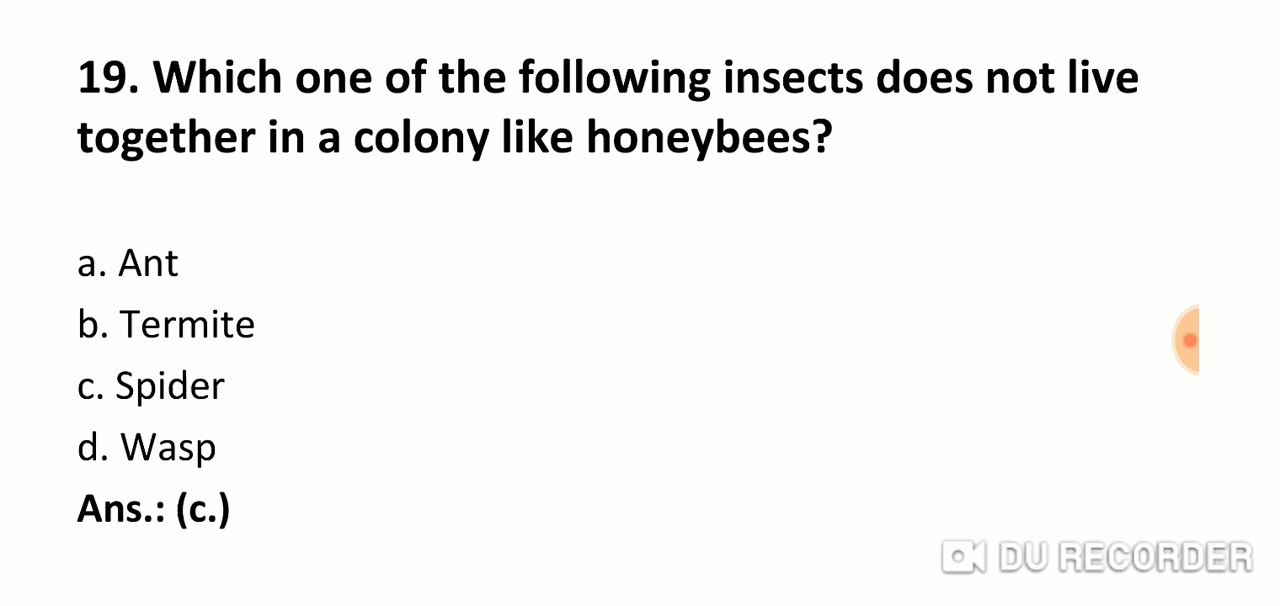 19. Which one of the following insects does not live
together in a colony like honeybees?
a. Ant
b. Termite
c. Spider
d. Wasp
Ans.: (c.)
DU RECORDER